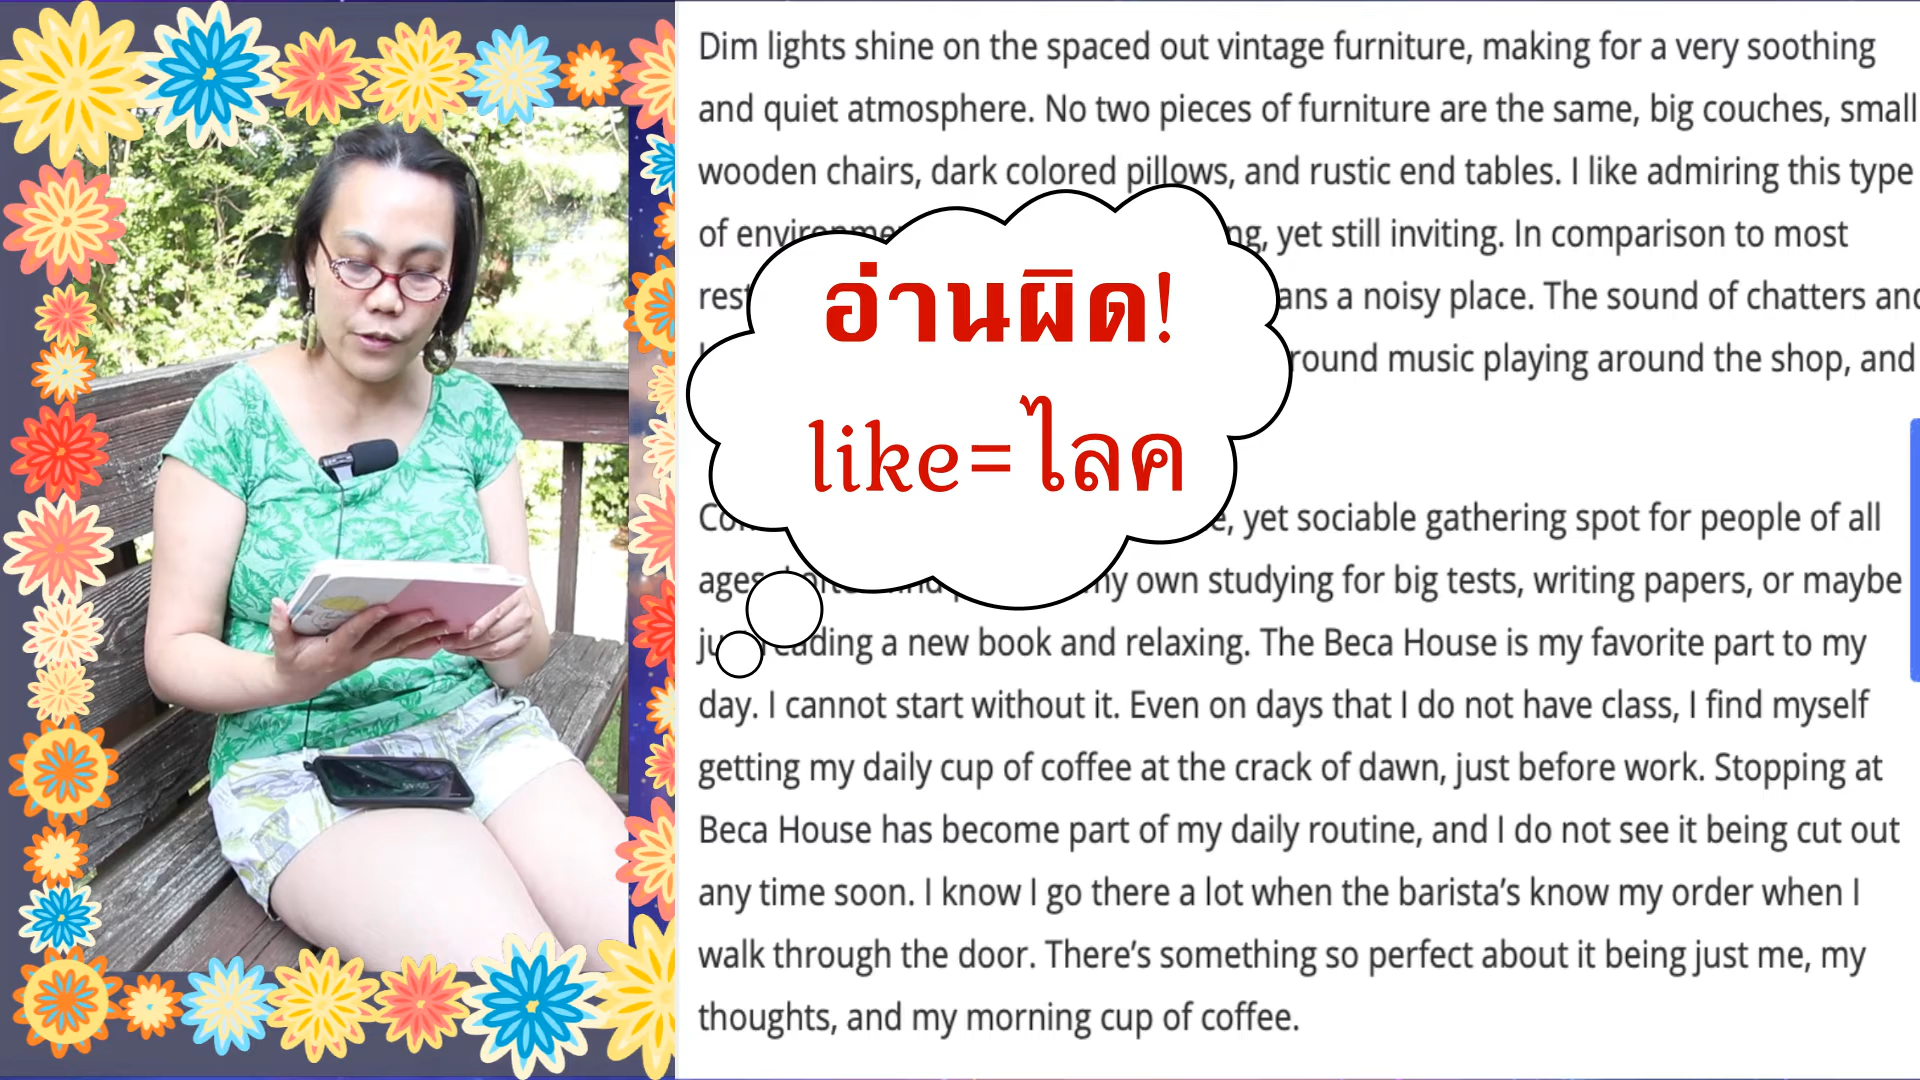 Dim lights shine on the spaced out vintage furniture, making for a very soothing
and quiet atmosphere. No two pieces of furniture are the same, big couches, small
wooden chairs, dark colored pillows, and rustic end tables. I like admiring this type
of yet still inviting. In comparison to most
a noisy place. The sound of chatters
music playing around the shop, and
อ่านผิด!
like=ไลค
yet sociable gathering spot for people of all
own studying for big tests, writing papers, or maybe
a new book and relaxing. The Beca House is my favorite part to my
day. I cannot start without it. Even on days that I do not have class, I find myself
getting my daily cup of coffee at the crack of dawn, just before work. Stopping at
Beca House has become part of my daily routine, and I do not see it being cut out
any time soon. I know I go there a lot when the barista’s know my order when I
walk through the door. There’s something so perfect about it being just me, my
thoughts, and my morning cup of coffee.